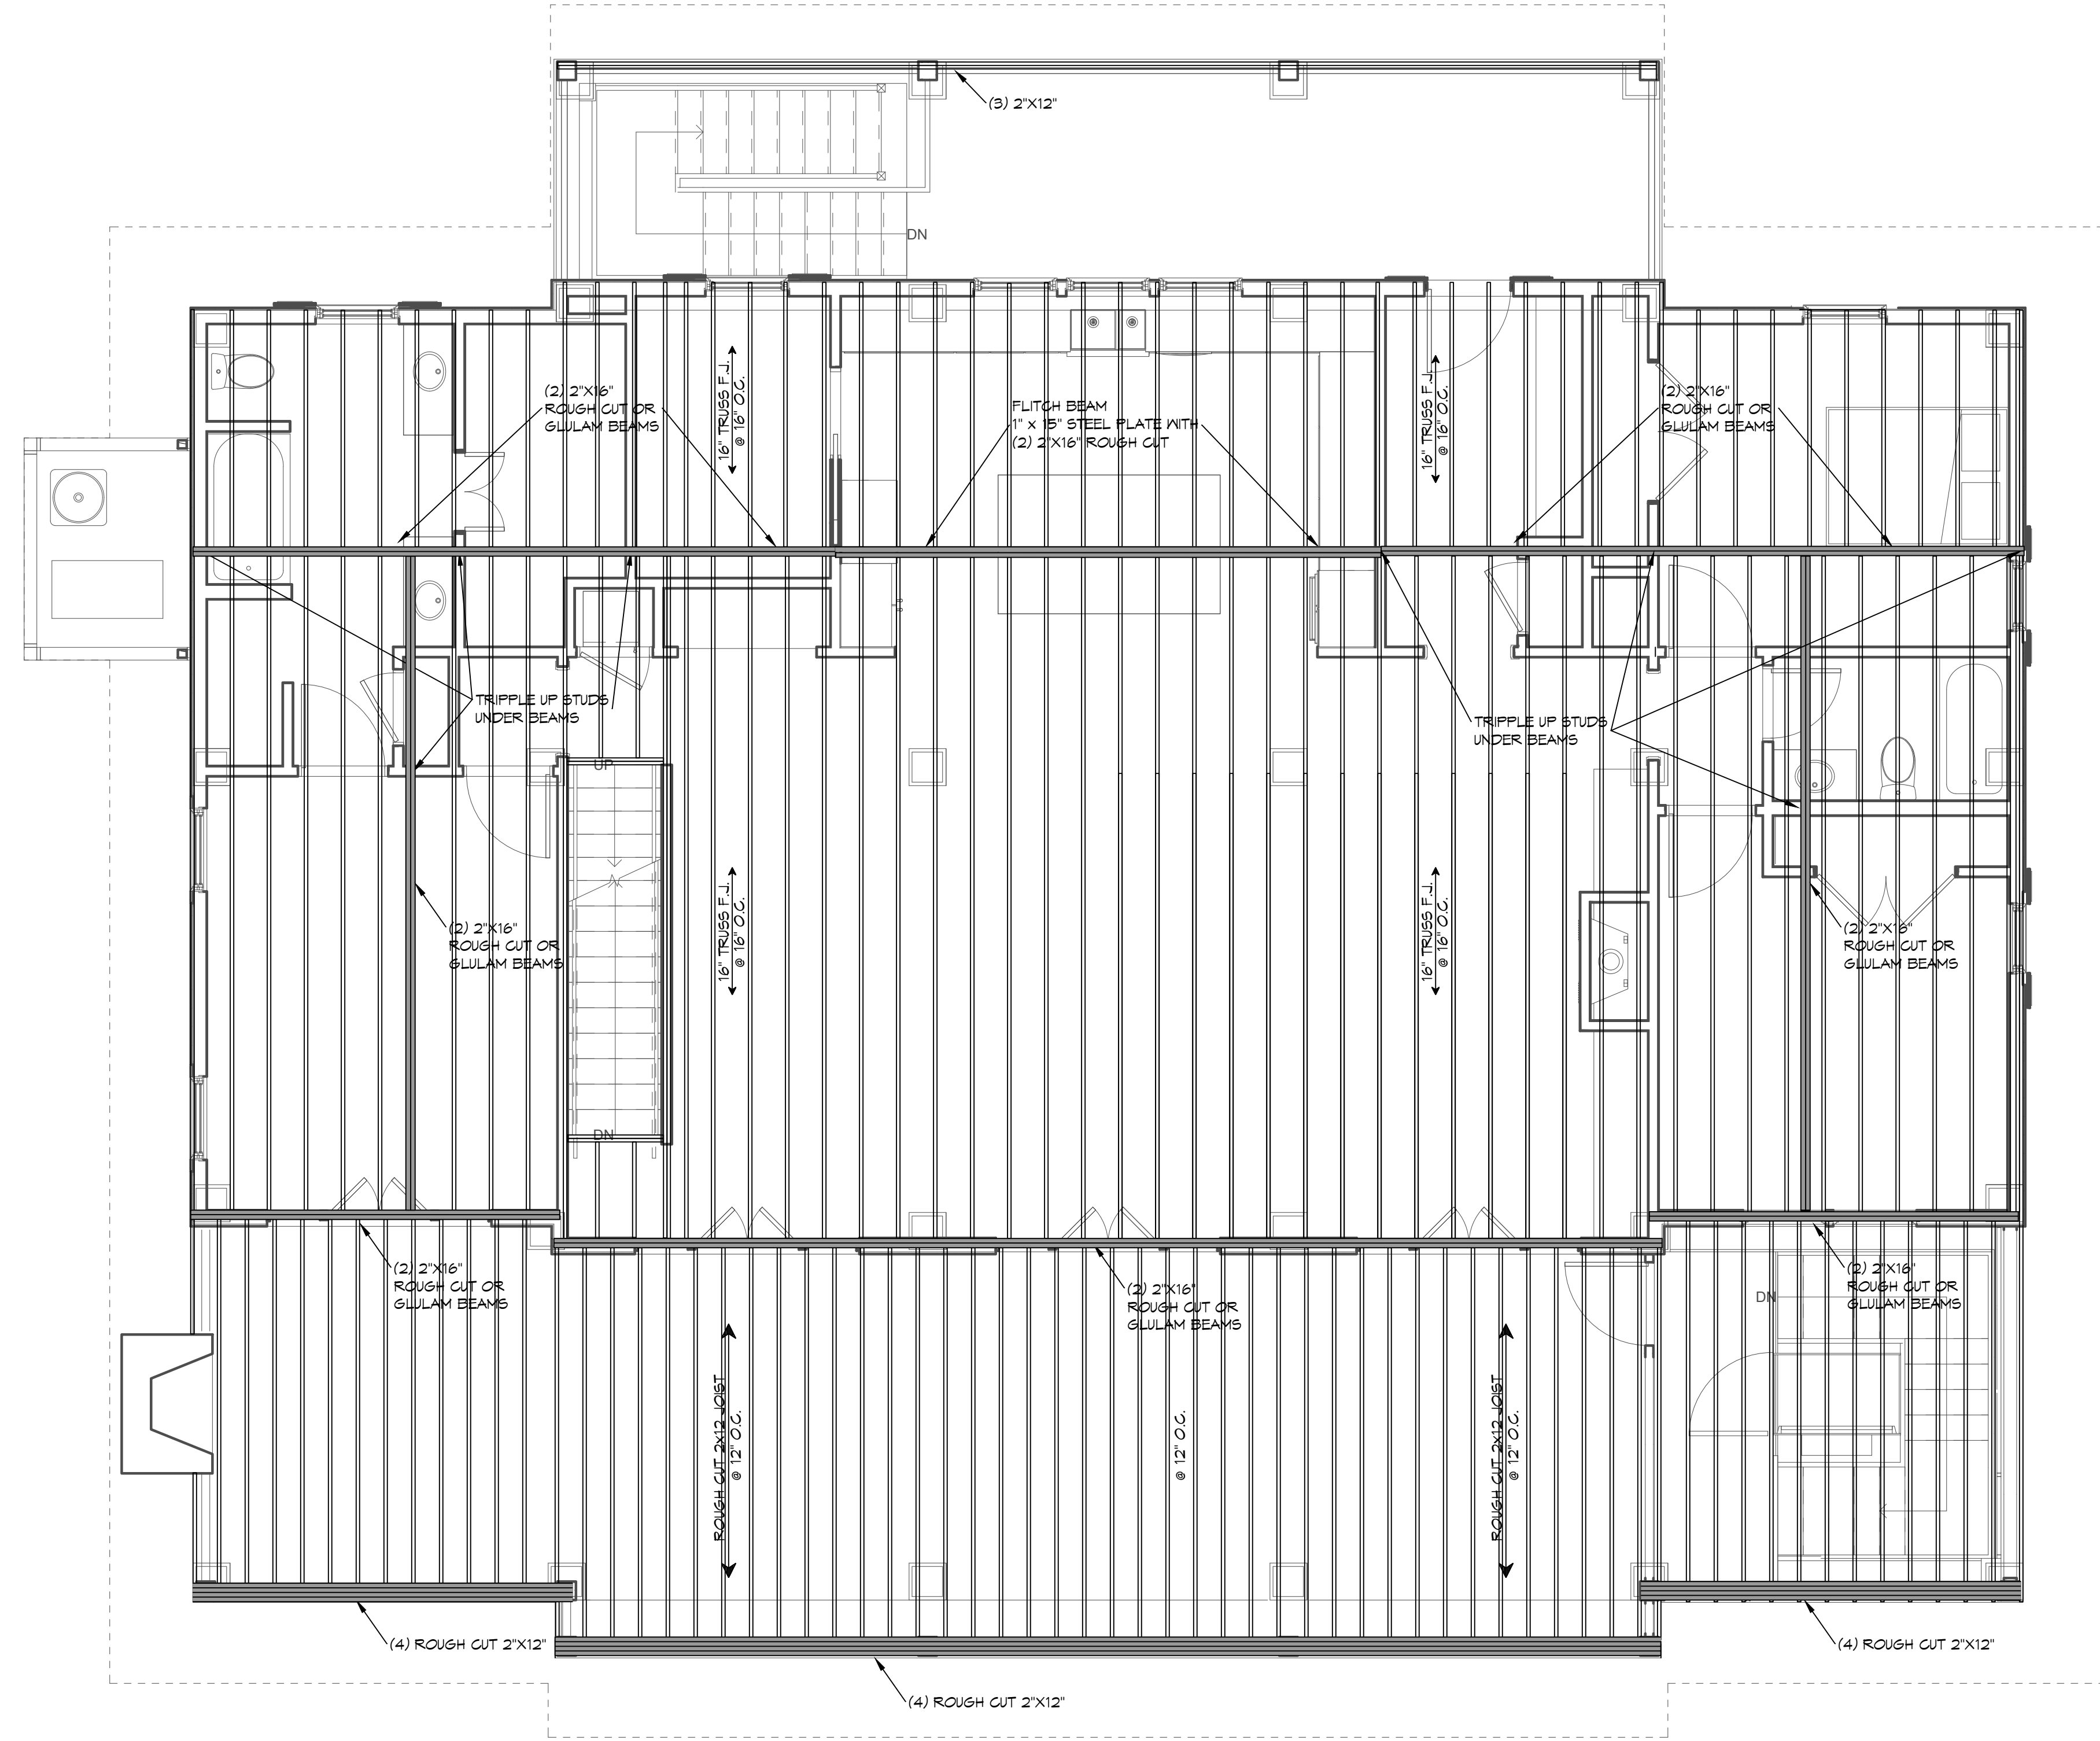 (3) 2"X12"
DN
(2) 2"X16"
ROUGH CUT OR
GLULAM BEAMS
16" TRUSS F.J.
@ 16" O.C.
FLITCH BEAM
1" x 15" STEEL PLATE WITH
(2) 2"X16" ROUGH CUT
16" TRUSS F.J.
@ 16" O.C.
(2) 2"X16"
ROUGH CUT OR
GLULAM BEAMS
TRIPPLE UP STUDS
UNDER BEAMS
TRIPPLE UP STUDS
UNDER BEAMS
UP
(2) 2"X16"
ROUGH CUT OR
GLULAM BEAMS
16" TRUSS F.J.
@ 16" O.C.
16" TRUSS F.J.
@ 16" O.C.
(2) 2"X16"
ROUGH CUT OR
GLULAM BEAMS
DN
(2) 2"X16"
ROUGH CUT OR
GLULAM BEAMS
(2) 2"X16"
ROUGH CUT OR
GLULAM BEAMS
(2) 2"X16"
ROUGH CUT OR
GLULAM BEAMS
DN
ROUGH CUT 2X12 JOIST
@ 12" O.C.
@ 12" O.C.
ROUGH CUT 2X12 JOIST
@ 12" O.C.
(4) ROUGH CUT 2"X12"
(4) ROUGH CUT 2"X12"
(4) ROUGH CUT 2"X12"